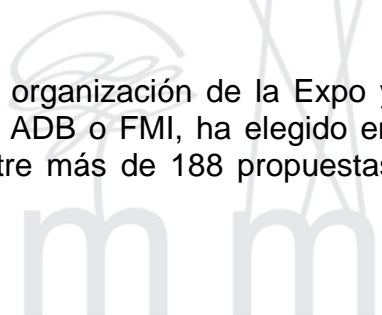 organización de la Expo y
ADB o FMI, ha elegido en
tre más de 188 propuestas
m m